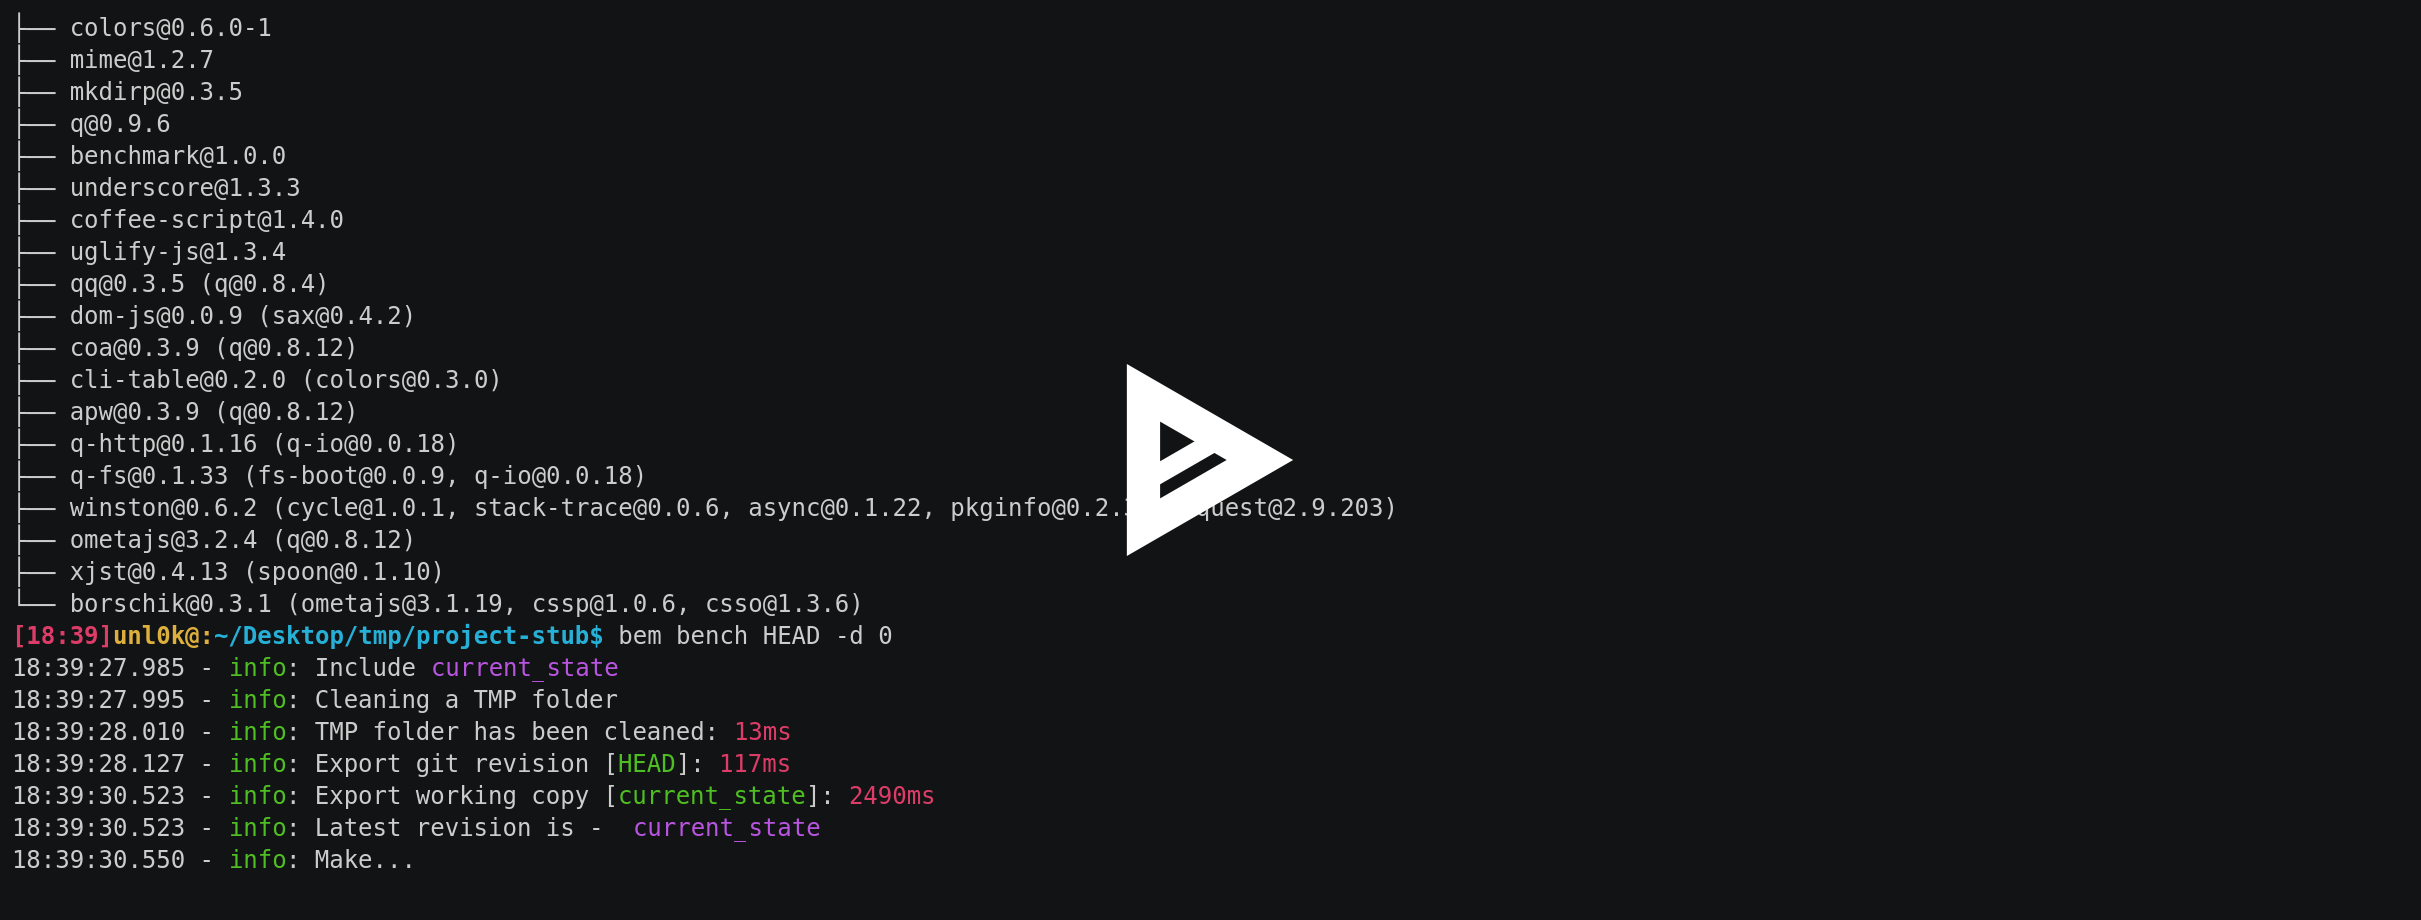 ├── colors@0.6.0-1
├── mime@1.2.7
├── mkdirp@0.3.5
├── q@0.9.6
├── benchmark@1.0.0
├── underscore@1.3.3
├── coffee-script@1.4.0
├── uglify-js@1.3.4
├── qq@0.3.5 (q@0.8.4)
├── dom-js@0.0.9 (sax@0.4.2)
├── coa@0.3.9 (q@0.8.12)
├── cli-table@0.2.0 (colors@0.3.0)
├── apw@0.3.9 (q@0.8.12)
├── q-http@0.1.16 (q-io@0.0.18)
├── q-fs@0.1.33 (fs-boot@0.0.9, q-io@0.0.18)
├── winston@0.6.2 (cycle@1.0.1, stack-trace@0.0.6, async@0.1.22, quest@2.9.203)
├── ometajs@3.2.4 (q@0.8.12)
├── xjst@0.4.13 (spoon@0.1.10)
└── borschik@0.3.1 (ometajs@3.1.19, cssp@1.0.6, csso@1.3.6)
[18:39]unl0k@:~/Desktop/tmp/project-stub$ bem bench HEAD -d 0
18:39:27.985 - info: Include current_state
18:39:27.995 - info: Cleaning a TMP folder
18:39:28.010 - info: TMP folder has been cleaned: 13ms
18:39:28.127 - info: Export git revision [HEAD]: 117ms
18:39:30.523 - info: Export working copy [current_state]: 2490ms
18:39:30.523 - info: Latest revision is -  current_state
18:39:30.550 - info: Make...